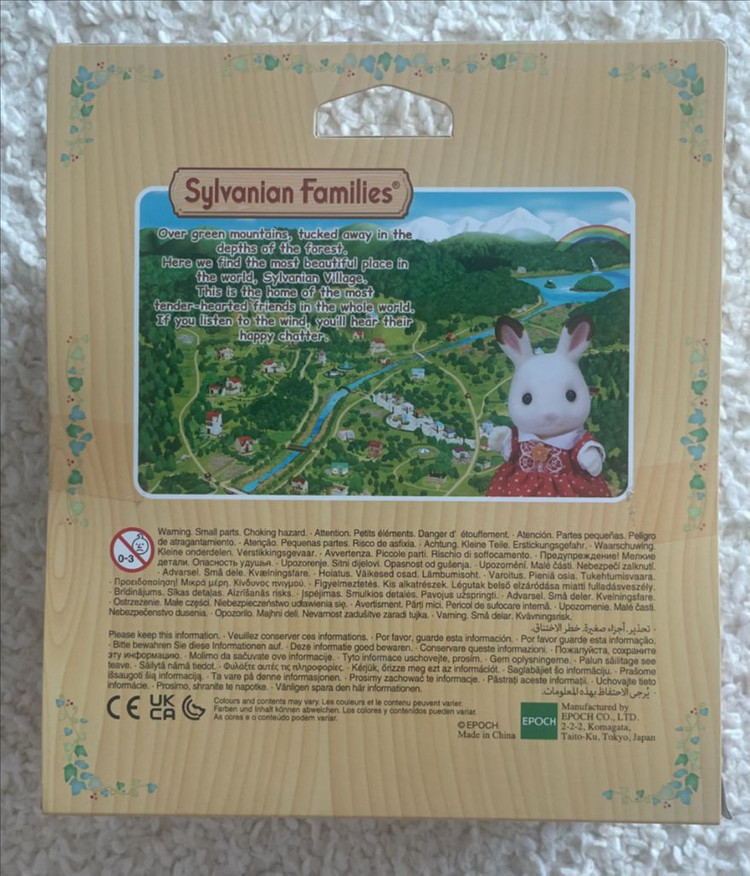 Sylvanian Families®
Over green mountains, tucked away in the
depths of the forest.
Here we find the most beautiful place in
the world, Sylvanian Village.
This is the home of the most
tender-hearted friends in the whole world.
If you listen to the wind, you'll hear their
happy chatter.
0-3
Warning. Small parts. Choking hazard. · Attention. Petits éléments. Danger d' étouffement. · Atención. Partes pequeñas. Peligro
de atragantamiento. · Atenção. Pequenas partes. Risco de asfixia. · Achtung. Kleine Teile. Erstickungsgefahr. · Waarschuwing.
Kleine onderdelen. Verstikkingsgevaar. · Avvertenza. Piccole parti. Rischio di soffocamento. · Предупреждение! Мелкие
детали. Опасность удушья. · Upozorenje. Sitni dijelovi. Opasnost od gušenja. · Upozornění. Malé části. Nebezpečí zalknutí.
· Advarsel. Små dele. Kvælningsfare. · Hoiatus. Väikesed osad. Lämbumisoht. · Varoitus. Pieniä osia. Tukehtumisvaara.
· Προειδοποίηση! Μικρά μέρη. Κίνδυνος πνιγμού. · Figyelmeztetés. Kis alkatrészek. Légutak belső elzáródása miatti fulladásveszély.
· Brīdinājums. Sīkas detaļas. Aizrīšanās risks. · Įspėjimas. Smulkios detalės. Pavojus užspringti. · Advarsel. Små deler. Kvelningsfare.
· Ostrzeżenie. Małe części. Niebezpieczeństwo udławienia się. · Avertisment. Părți mici. Pericol de sufocare internă. · Upozornenie. Malé časti.
Nebezpečenstvo dusenia. · Opozorilo. Majhni deli. Nevarnost zadušitve zaradi tujka. · Varning. Små delar. Kvävningsrisk.
· تحذير. أجزاء صغيرة. خطر الاختناق.
Please keep this information. · Veuillez conserver ces informations. · Por favor, guarde esta información. · Por favor guarde esta informação.
· Bitte bewahren Sie diese Informationen auf. · Deze informatie goed bewaren. · Conservare queste informazioni. · Пожалуйста, сохраните
эту информацию. · Molimo da sačuvate ove informacije. · Tyto informace uschovejte, prosím. · Gem oplysningerne. · Palun säilitage see
teave. · Säilytä nämä tiedot. · Φυλάξτε αυτές τις πληροφορίες. · Kérjük, őrizze meg ezt az információt. · Saglabājiet šo informāciju. · Prašome
išsaugoti šią informaciją. · Ta vare på denne informasjonen. · Prosimy zachować te informacje. · Păstrați aceste informații. · Uchovajte tieto
informácie. · Prosimo, shranite te napotke. · Vänligen spara den här informationen.
· يُرجى الاحتفاظ بهذه المعلومات.
CE UK CA
Colours and contents may vary. Les couleurs et le contenu peuvent varier.
Farben und Inhalt können abweichen. Los colores y contenidos pueden variar.
As cores e o conteúdo podem variar.
©EPOCH
Made in China
EPOCH
Manufactured by
EPOCH CO., LTD.
2-2-2, Komagata,
Taito-Ku, Tokyo, Japan